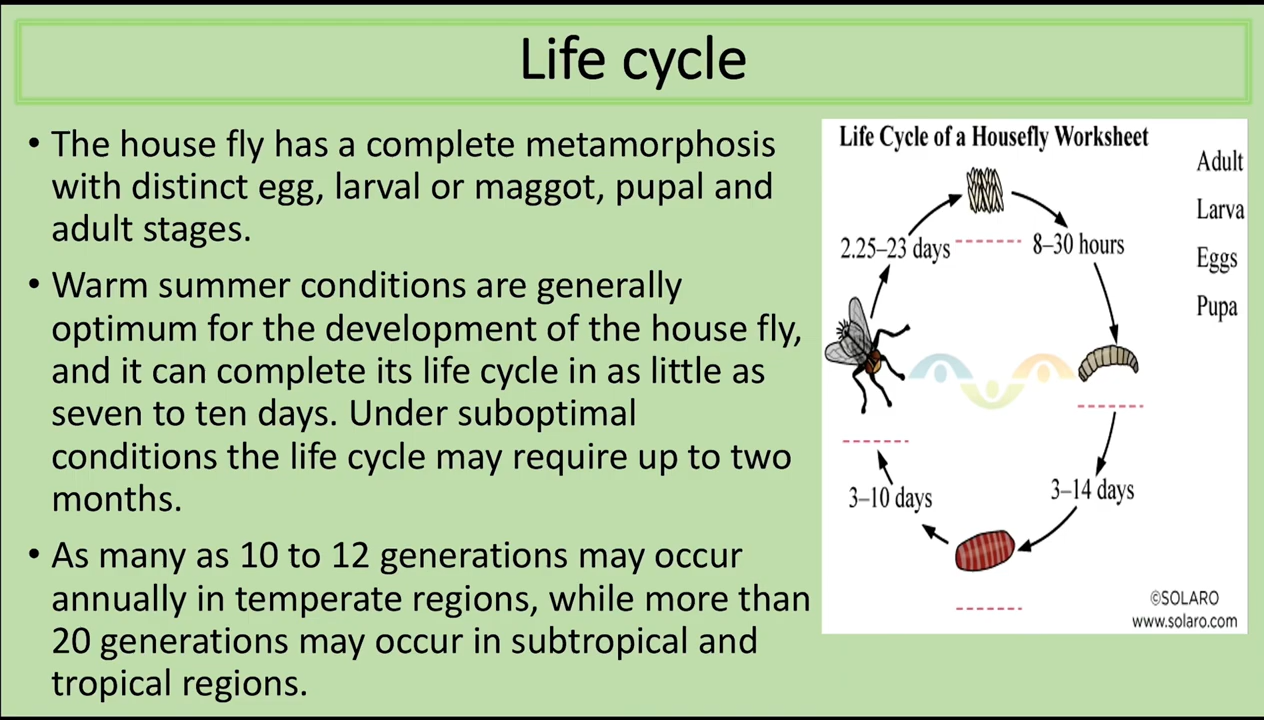 Life cycle
• The house fly has a complete metamorphosis
with distinct egg, larval or maggot, pupal and
adult stages.
• Warm summer conditions are generally
optimum for the development of the house fly,
and it can complete its life cycle in as little as
seven to ten days. Under suboptimal
conditions the life cycle may require up to two
months.
• As many as 10 to 12 generations may occur
annually in temperate regions, while more than
20 generations may occur in subtropical and
tropical regions.
Life Cycle of a Housefly Worksheet
Adult
Larva
Eggs
Pupa
2.25–23 days
8–30 hours
3–10 days
3–14 days
©SOLARO
www.solaro.com